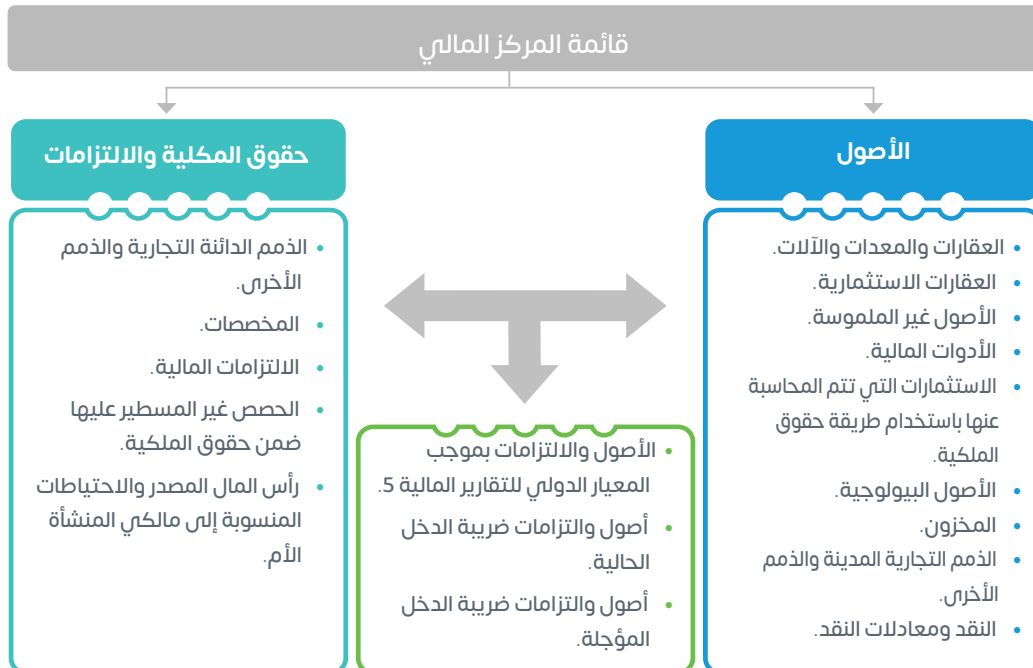 قائمة المركز المالي
الأصول
• العقارات والمعدات والآلات.
• العقارات الاستثمارية.
• الأصول غير الملموسة.
• الأدوات المالية.
• الاستثمارات التي تتم المحاسبة
عنها باستخدام طريقة حقوق
الملكية.
• الأصول البيولوجية.
• المخزون.
• الذمم التجارية المدينة والذمم
الأخرى.
• النقد ومعادلات النقد.
حقوق المكلية والالتزامات
• الذمم الدائنة التجارية والذمم
الأخرى.
• المخصصات.
• الالتزامات المالية.
• الحصص غير المسطير عليها
ضمن حقوق الملكية.
• رأس المال المصدر والاحتياطات
المنسوبة إلى مالكي المنشأة
الأم.
• الأصول والالتزامات بموجب
المعيار الدولي للتقارير المالية 5.
• أصول والتزامات ضريبة الدخل
الحالية.
• أصول والتزامات ضريبة الدخل
المؤجلة.